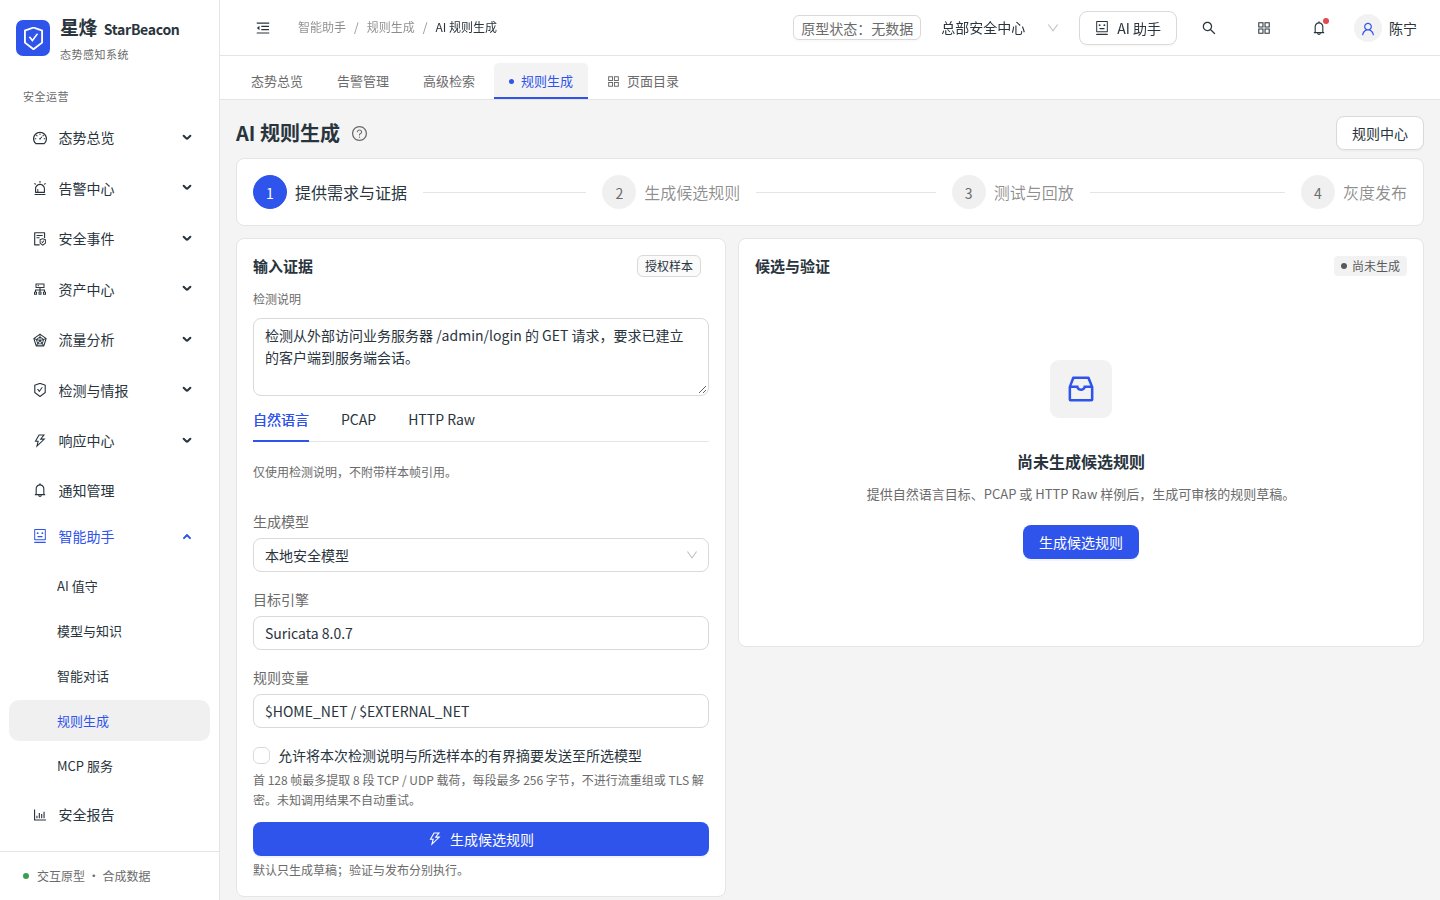 星烽 StarBeacon
态势感知系统
安全运营
态势总览
告警中心
安全事件
资产中心
流量分析
检测与情报
响应中心
通知管理
智能助手
AI 值守
模型与知识
智能对话
规则生成
MCP 服务
安全报告
交互原型 · 合成数据
智能助手 / 规则生成 / AI 规则生成
原型状态：无数据
总部安全中心
AI 助手
陈宁
态势总览
告警管理
高级检索
规则生成
页面目录
AI 规则生成
规则中心
1 提供需求与证据
2 生成候选规则
3 测试与回放
4 灰度发布
输入证据
授权样本
检测说明
检测从外部访问业务服务器 /admin/login 的 GET 请求，要求已建立
的客户端到服务端会话。
自然语言
PCAP
HTTP Raw
仅使用检测说明，不附带样本帧引用。
生成模型
本地安全模型
目标引擎
Suricata 8.0.7
规则变量
$HOME_NET / $EXTERNAL_NET
允许将本次检测说明与所选样本的有界摘要发送至所选模型
首 128 帧最多提取 8 段 TCP / UDP 载荷，每段最多 256 字节，不进行流重组或 TLS 解
密。未知调用结果不自动重试。
生成候选规则
默认只生成草稿；验证与发布分别执行。
候选与验证
尚未生成
尚未生成候选规则
提供自然语言目标、PCAP 或 HTTP Raw 样例后，生成可审核的规则草稿。
生成候选规则